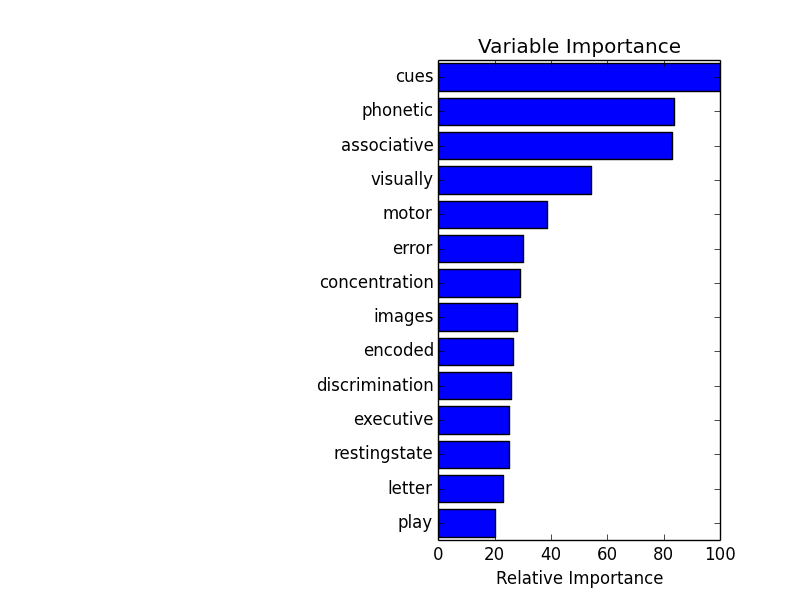 Variable Importance
cues
phonetic
associative
visually
motor
error
concentration
images
encoded
discrimination
executive
restingstate
letter
play
0 20 40 60 80 100
Relative Importance